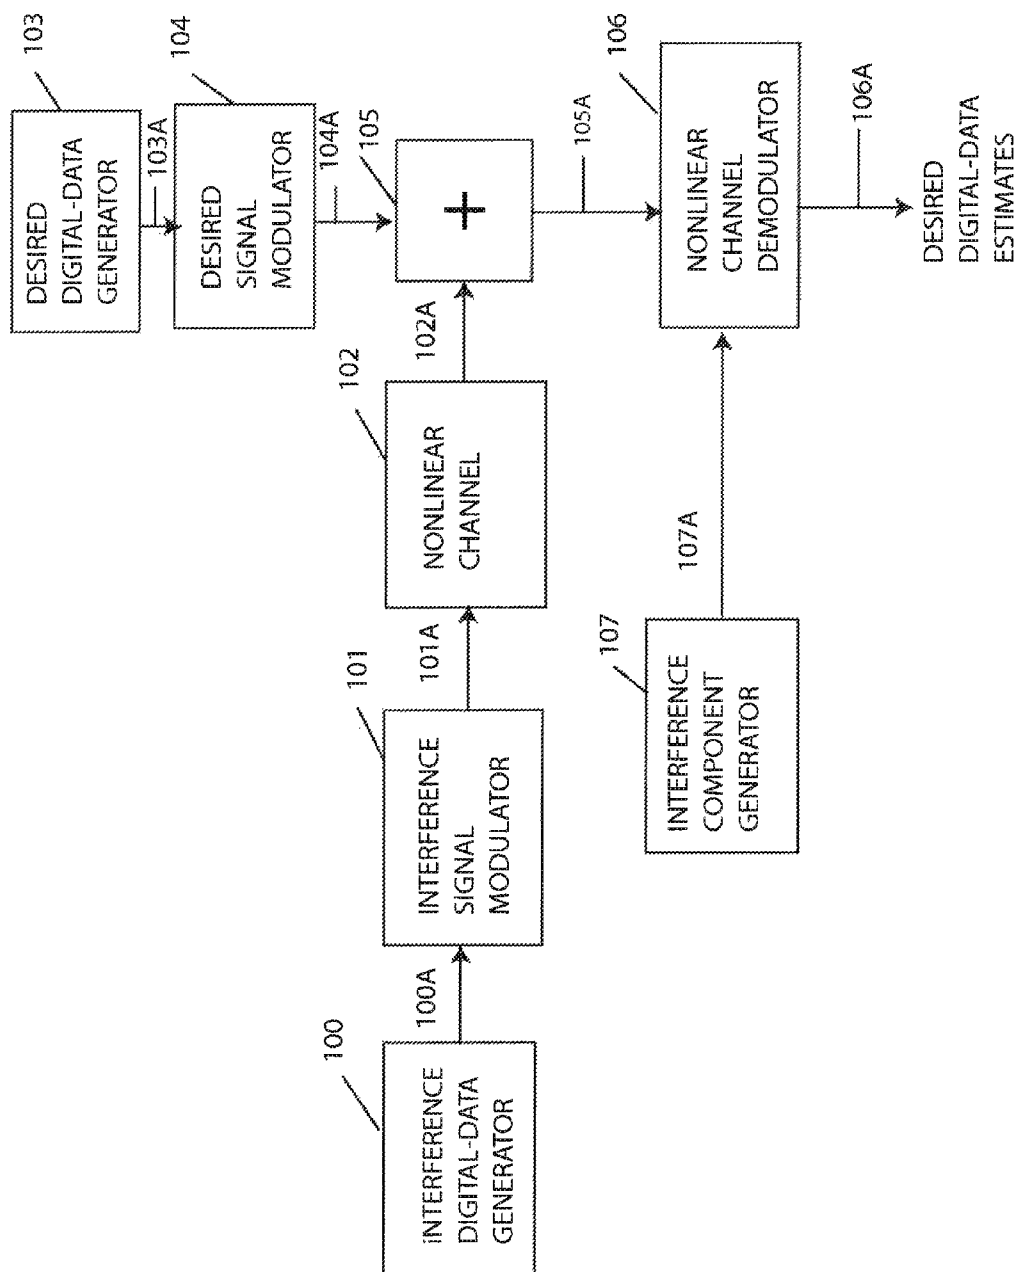 103
DESIRED
DIGITAL-DATA
GENERATOR
103A
104
DESIRED
SIGNAL
MODULATOR
104A
105
+
105A
100
iNTERFERENCE
DIGITAL-DATA
GENERATOR
100A
101
INTERFERENCE
SIGNAL
MODULATOR
101A
102
NONLINEAR
CHANNEL
102A
107
INTERFERENCE
COMPONENT
GENERATOR
107A
106
NONLINEAR
CHANNEL
DEMODULATOR
106A
DESIRED
DIGITAL-DATA
ESTIMATES